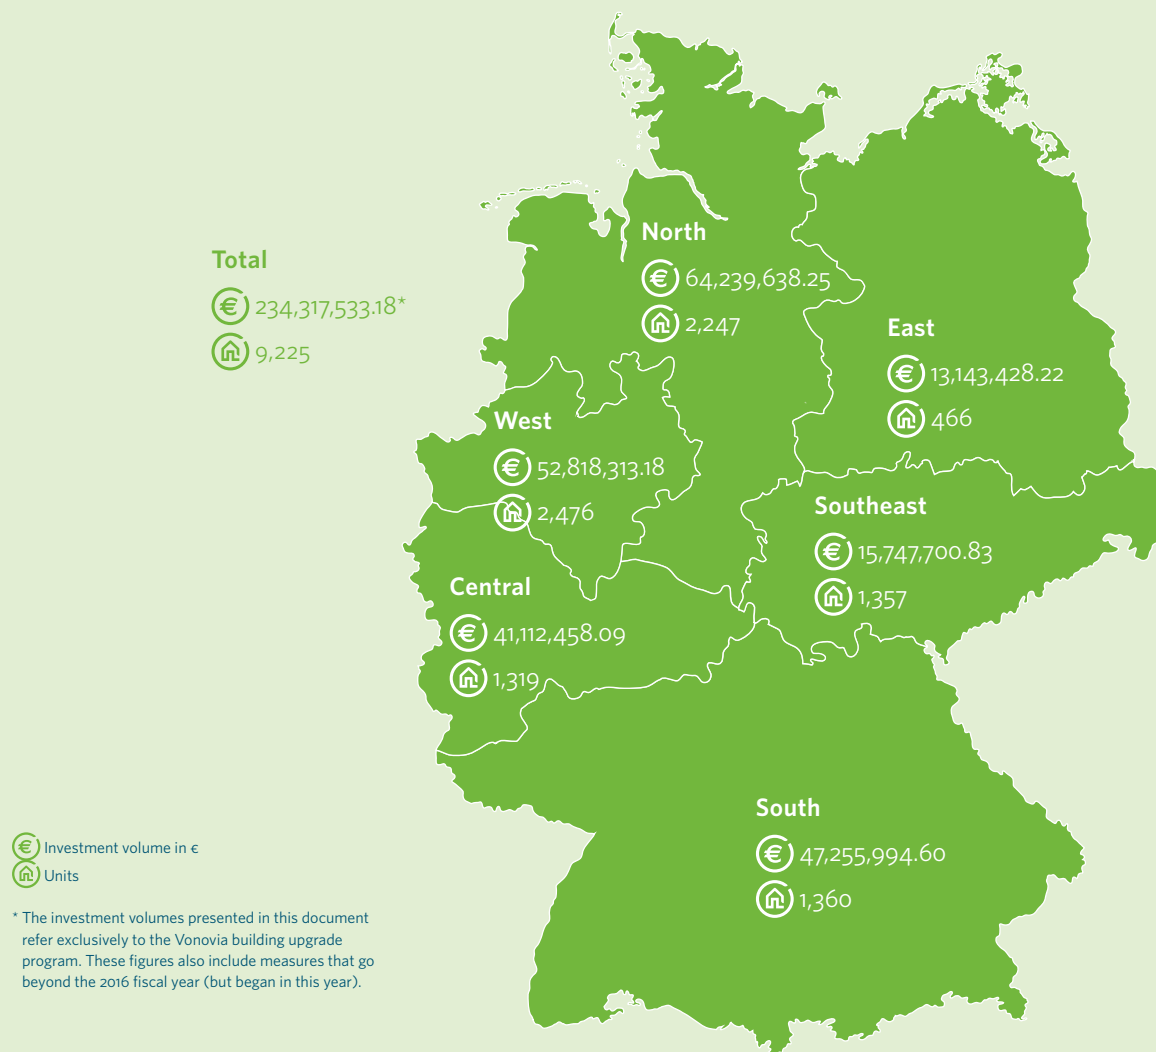 North
64,239,638.25
2,247
Total
234,317,533.18*
9,225
East
13,143,428.22
466
West
52,818,313.18
2,476
Southeast
15,747,700.83
1,357
Central
41,112,458.09
1,319
South
47,255,994.60
1,360
€ Investment volume in €
Units
* The investment volumes presented in this document
refer exclusively to the Vonovia building upgrade
program. These figures also include measures that go
beyond the 2016 fiscal year (but began in this year).